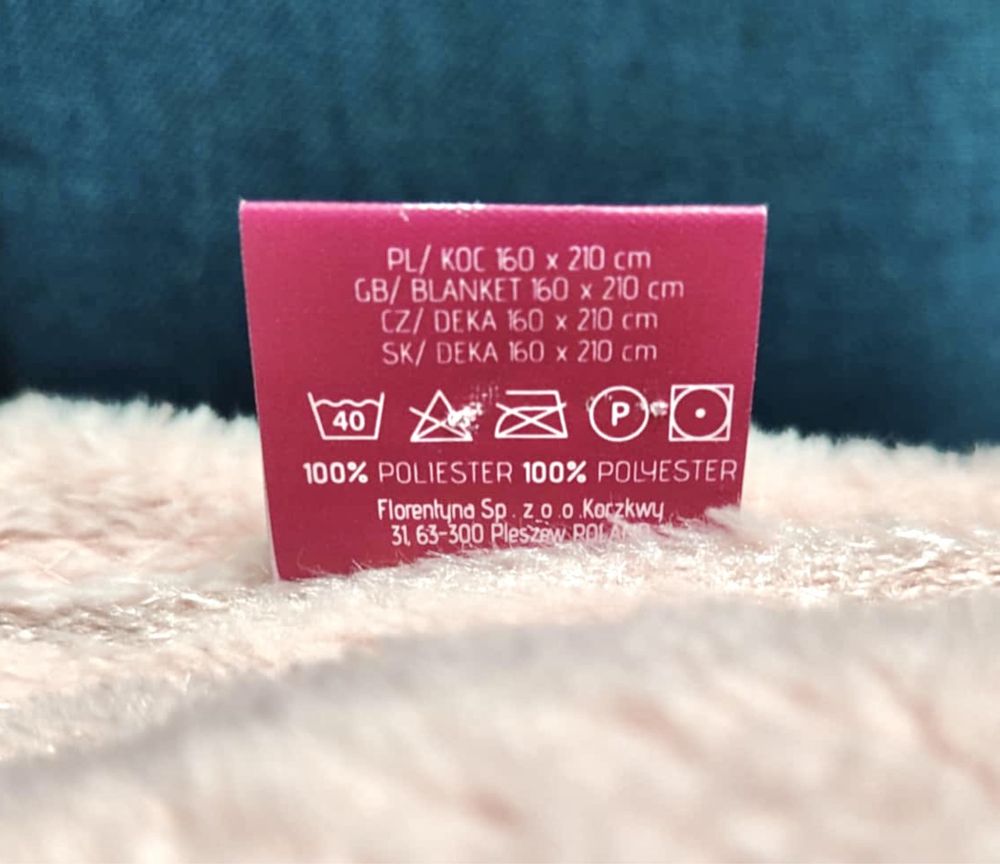 PL/ KOC 160 x 210 cm
GB/ BLANKET 160 x 210 cm
CZ/ DEKA 160 x 210 cm
SK/ DEKA 160 x 210 cm
40 P
100% POLIESTER 100% POLYESTER
Florentyna Sp. z o.o. Korzkwy
31, 63-300 Pleszew POLAND